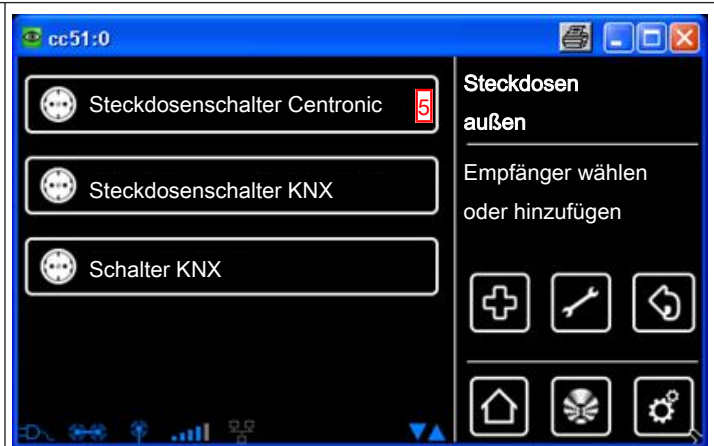 cc51:0
Steckdosenschalter Centronic 5
Steckdosenschalter KNX
Schalter KNX
Steckdosen
außen
Empfänger wählen
oder hinzufügen